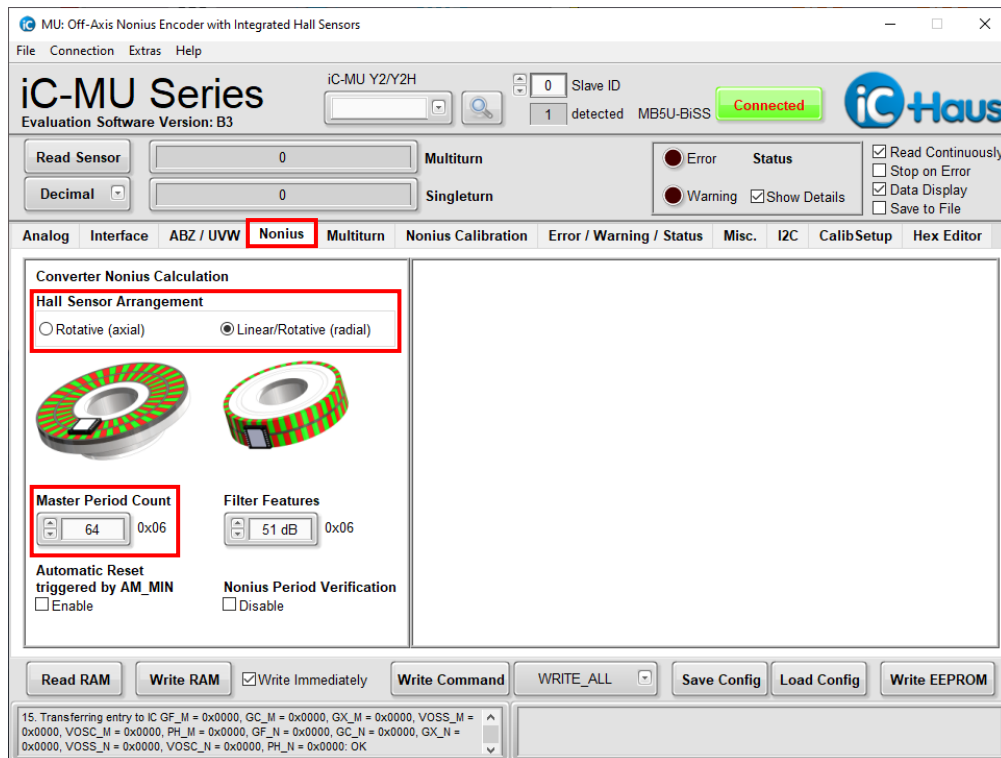 MU: Off-Axis Nonius Encoder with Integrated Hall Sensors
File Connection Extras Help
iC-MU Series
Evaluation Software Version: B3
iC-MU Y2/Y2H
0 Slave ID
1 detected MB5U-BiSS
Connected
iC Haus
Read Sensor 0 Multiturn
Decimal 0 Singleturn
Error Status
Warning Show Details
Read Continuously
Stop on Error
Data Display
Save to File
Analog Interface ABZ / UVW Nonius Multiturn Nonius Calibration Error / Warning / Status Misc. I2C CalibSetup Hex Editor
Converter Nonius Calculation
Hall Sensor Arrangement
Rotative (axial) Linear/Rotative (radial)
Master Period Count Filter Features
64 0x06 51 dB 0x06
Automatic Reset
triggered by AM_MIN Nonius Period Verification
Enable Disable
Read RAM Write RAM Write Immediately Write Command WRITE_ALL Save Config Load Config Write EEPROM
15. Transferring entry to IC GF_M = 0x0000, GC_M = 0x0000, GX_M = 0x0000, VOSS_M =
0x0000, VOSC_M = 0x0000, PH_M = 0x0000, GF_N = 0x0000, GC_N = 0x0000, GX_N =
0x0000, VOSS_N = 0x0000, VOSC_N = 0x0000, PH_N = 0x0000: OK